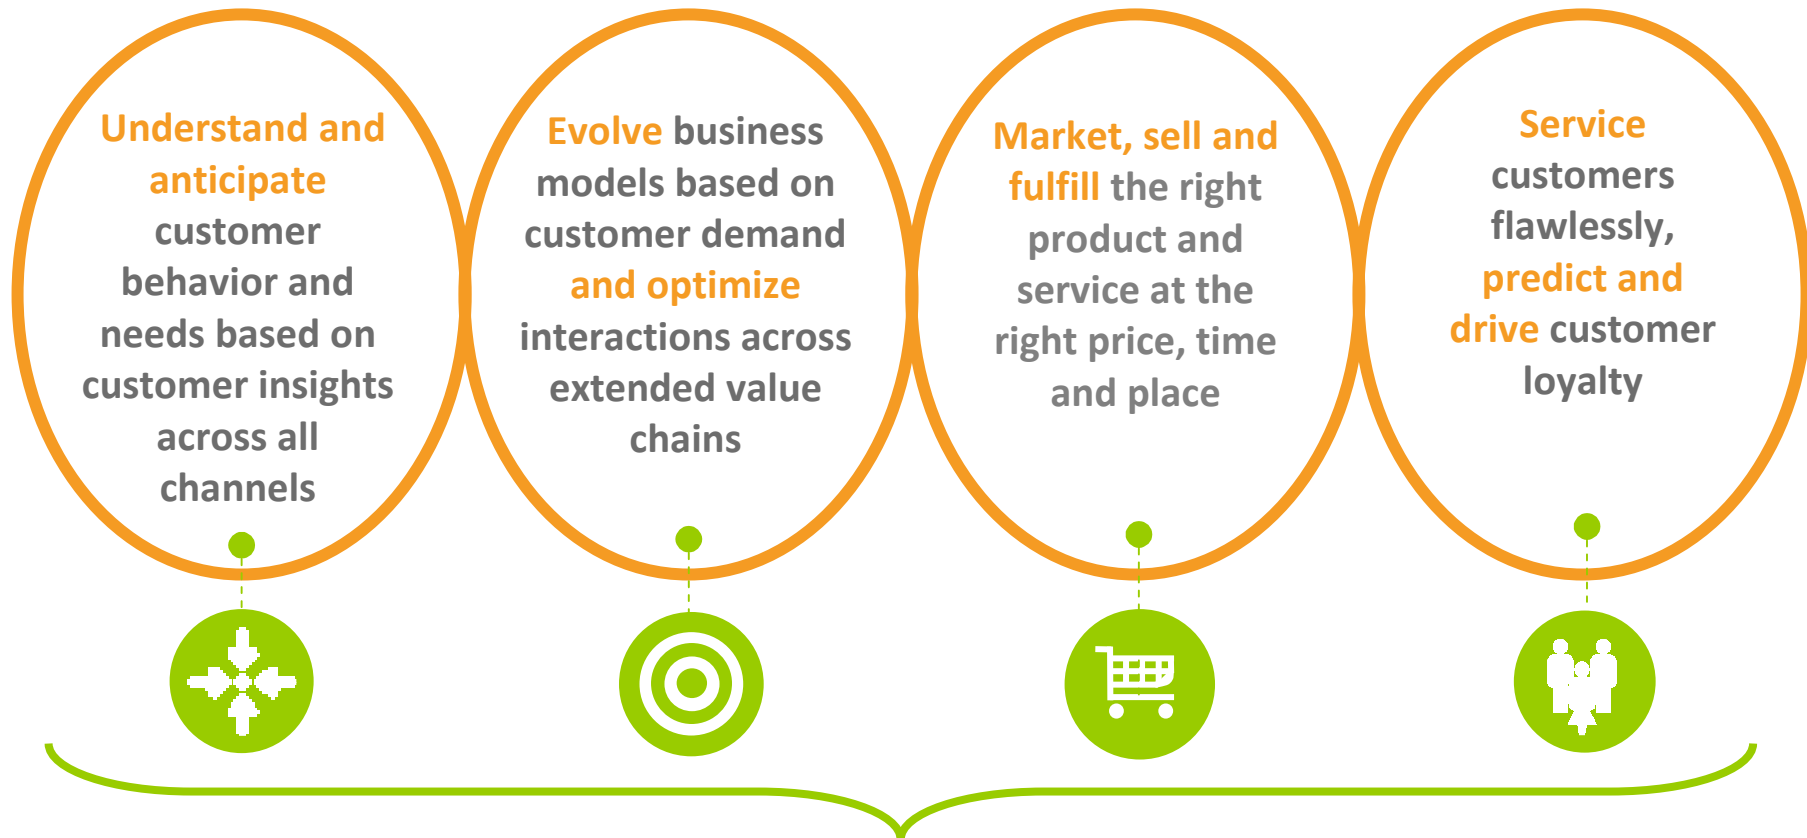 Understand and
anticipate
customer
behavior and
needs based on
customer insights
across all
channels
Evolve business
models based on
customer demand
and optimize
interactions across
extended value
chains
Market, sell and
fulfill the right
product and
service at the
right price, time
and place
Service
customers
flawlessly,
predict and
drive customer
loyalty